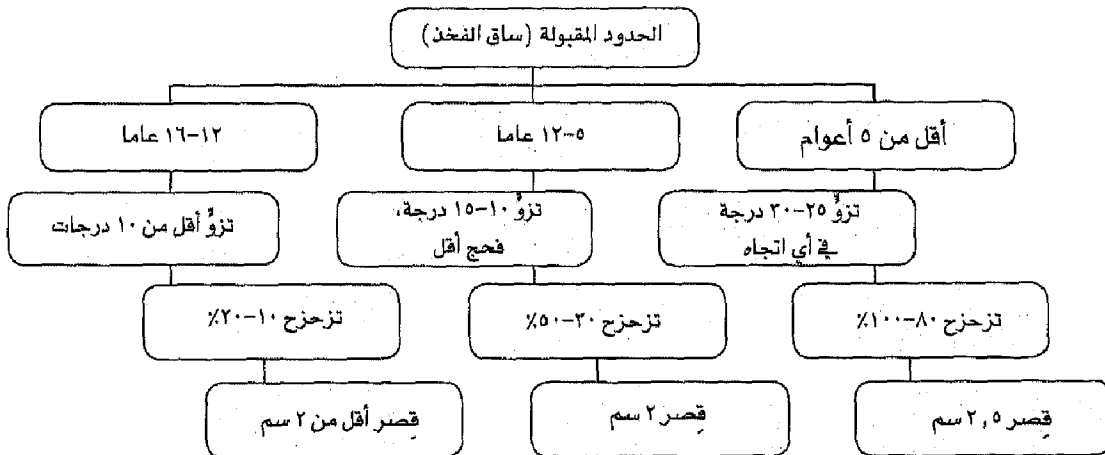 الحدود المقبولة (ساق الفخذ)
أقل من ٥ أعوام
٥-١٢ عاما
١٢-١٦ عاما
تزوٍّ ٢٥-٣٠ درجة
في أي اتجاه
تزوٍّ ١٠-١٥ درجة،
فحج أقل
تزوٍّ أقل من ١٠ درجات
تزحزح ٨٠-١٠٠٪
تزحزح ٣٠-٥٠٪
تزحزح ١٠-٢٠٪
قِصر ٢,٥ سم
قِصر ٢ سم
قِصر أقل من ٢ سم